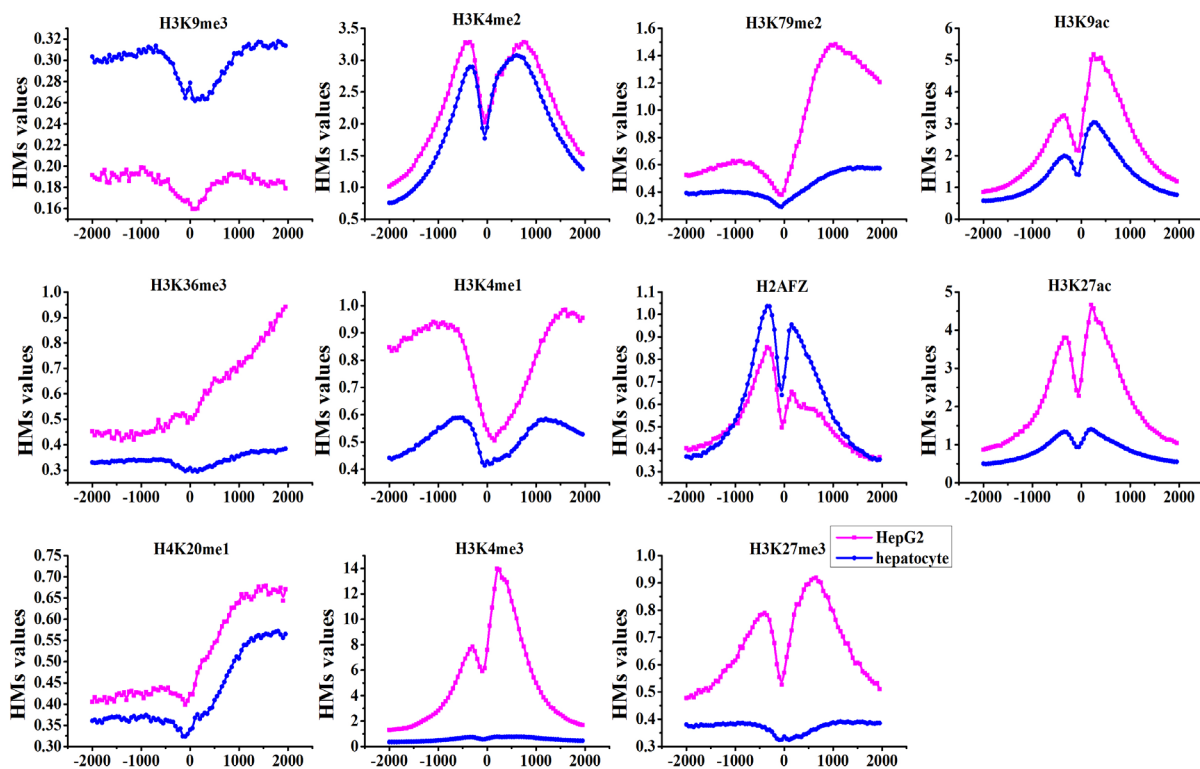 H3K9me3
HMs values
0.32
0.30
0.28
0.26
0.24
0.20
0.18
0.16
-2000 -1000 0 1000 2000
H3K4me2
HMs values
3.5
3.0
2.5
2.0
1.5
1.0
0.5
-2000 -1000 0 1000 2000
H3K79me2
HMs values
1.6
1.4
1.2
1.0
0.8
0.6
0.4
0.2
-2000 -1000 0 1000 2000
H3K9ac
HMs values
6
5
4
3
2
1
0
-2000 -1000 0 1000 2000
H3K36me3
HMs values
1.0
0.9
0.8
0.7
0.6
0.5
0.4
0.3
-2000 -1000 0 1000 2000
H3K4me1
HMs values
1.0
0.9
0.8
0.7
0.6
0.5
0.4
-2000 -1000 0 1000 2000
H2AFZ
HMs values
1.1
1.0
0.9
0.8
0.7
0.6
0.5
0.4
0.3
-2000 -1000 0 1000 2000
H3K27ac
HMs values
5
4
3
2
1
0
-2000 -1000 0 1000 2000
H4K20me1
HMs values
0.75
0.70
0.65
0.60
0.55
0.50
0.45
0.40
0.35
0.30
-2000 -1000 0 1000 2000
H3K4me3
HMs values
14
12
10
8
6
4
2
0
-2000 -1000 0 1000 2000
HepG2
hepatocyte
H3K27me3
HMs values
1.0
0.9
0.8
0.7
0.6
0.5
0.4
0.3
-2000 -1000 0 1000 2000